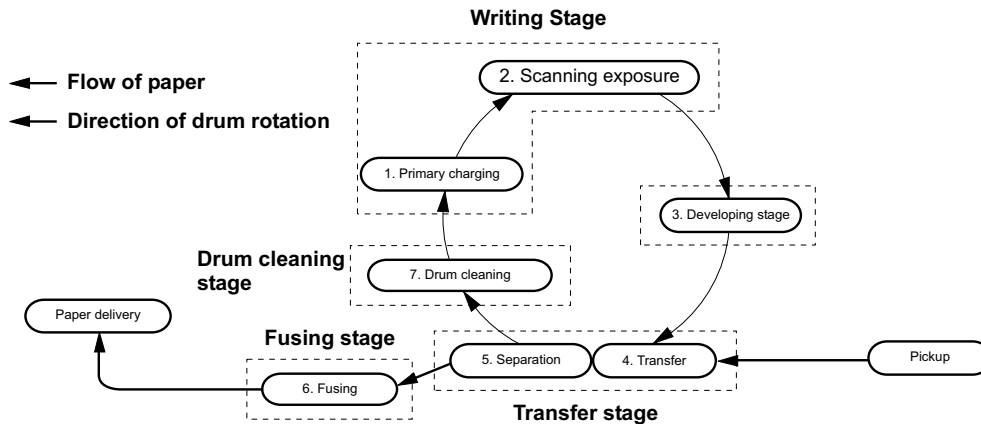 Writing Stage
2. Scanning exposure
Flow of paper
Direction of drum rotation
1. Primary charging
3. Developing stage
Drum cleaning
stage
7. Drum cleaning
Paper delivery
Fusing stage
5. Separation
4. Transfer
Pickup
6. Fusing
Transfer stage